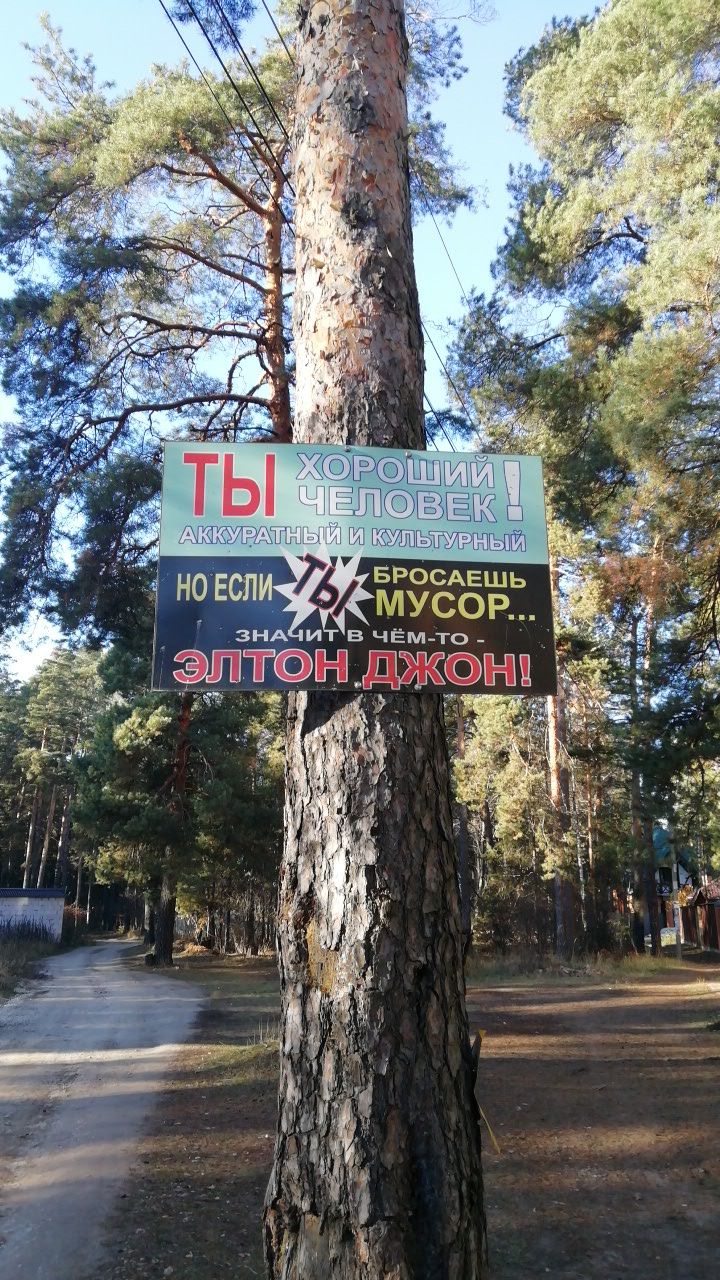 ТЫ ХОРОШИЙ
ЧЕЛОВЕК!
АККУРАТНЫЙ И КУЛЬТУРНЫЙ
НО ЕСЛИ ТЫ БРОСАЕШЬ
МУСОР...
ЗНАЧИТ В ЧЁМ-ТО -
ЭЛТОН ДЖОН!